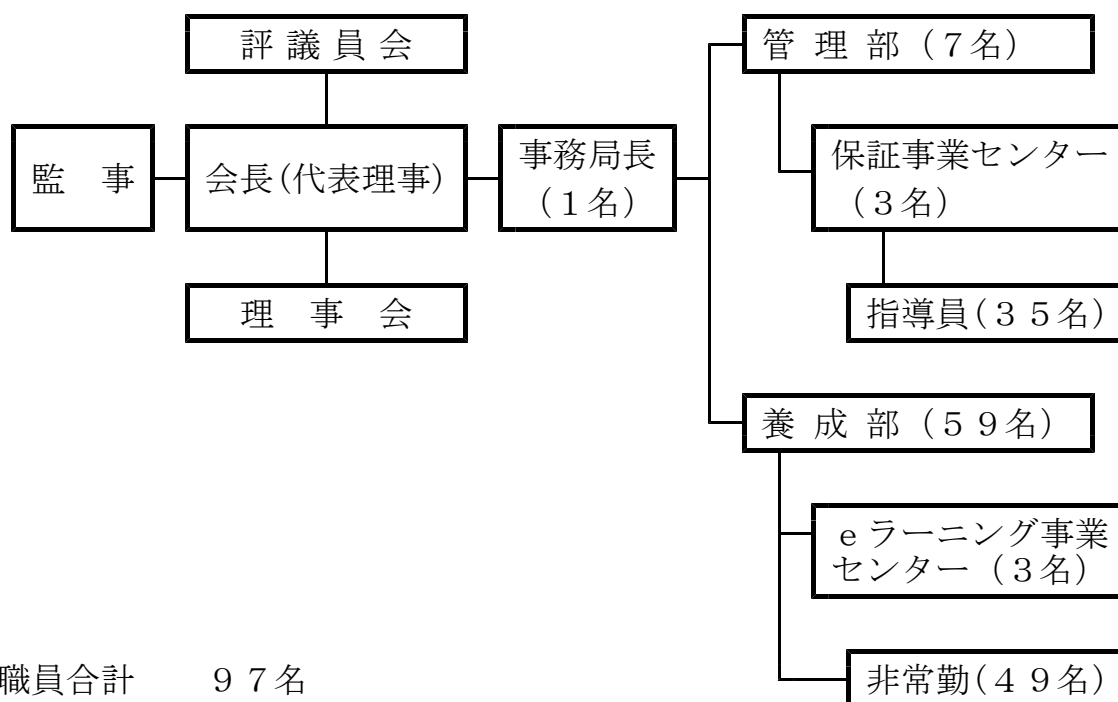 評議員会
監　事
会長(代表理事)
理　事　会
事務局長
(１名)
管 理 部 (７名)
保証事業センター
(３名)
指導員(３５名)
養 成 部 (５９名)
ｅラーニング事業
センター (３名)
非常勤(４９名)
職員合計　　９７名